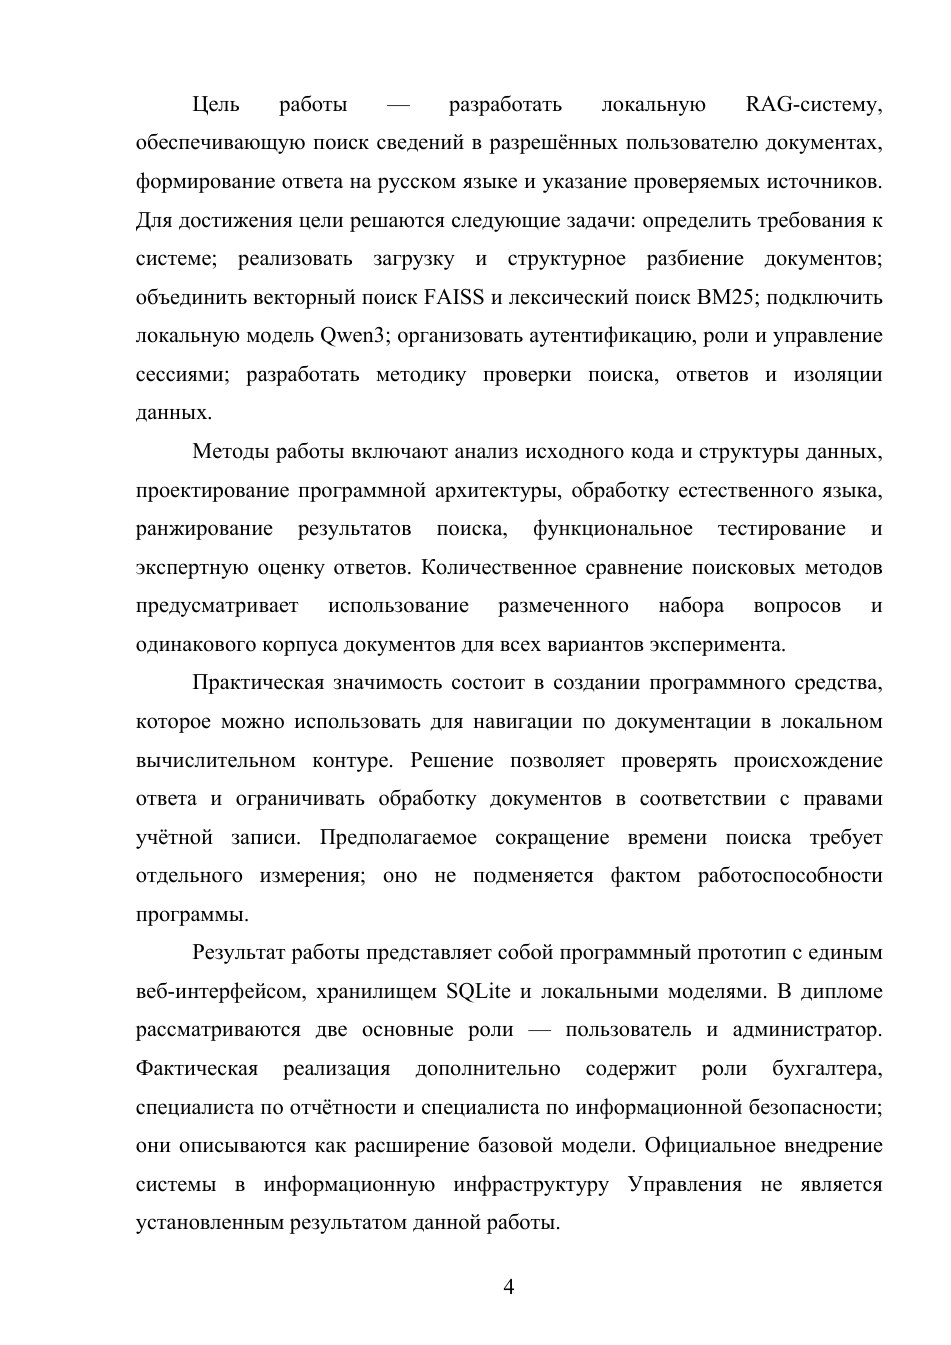 Цель работы — разработать локальную RAG-систему,
обеспечивающую поиск сведений в разрешённых пользователю документах,
формирование ответа на русском языке и указание проверяемых источников.
Для достижения цели решаются следующие задачи: определить требования к
системе; реализовать загрузку и структурное разбиение документов;
объединить векторный поиск FAISS и лексический поиск BM25; подключить
локальную модель Qwen3; организовать аутентификацию, роли и управление
сессиями; разработать методику проверки поиска, ответов и изоляции
данных.
Методы работы включают анализ исходного кода и структуры данных,
проектирование программной архитектуры, обработку естественного языка,
ранжирование результатов поиска, функциональное тестирование и
экспертную оценку ответов. Количественное сравнение поисковых методов
предусматривает использование размеченного набора вопросов и
одинакового корпуса документов для всех вариантов эксперимента.
Практическая значимость состоит в создании программного средства,
которое можно использовать для навигации по документации в локальном
вычислительном контуре. Решение позволяет проверять происхождение
ответа и ограничивать обработку документов в соответствии с правами
учётной записи. Предполагаемое сокращение времени поиска требует
отдельного измерения; оно не подменяется фактом работоспособности
программы.
Результат работы представляет собой программный прототип с единым
веб-интерфейсом, хранилищем SQLite и локальными моделями. В дипломе
рассматриваются две основные роли — пользователь и администратор.
Фактическая реализация дополнительно содержит роли бухгалтера,
специалиста по отчётности и специалиста по информационной безопасности;
они описываются как расширение базовой модели. Официальное внедрение
системы в информационную инфраструктуру Управления не является
установленным результатом данной работы.
4